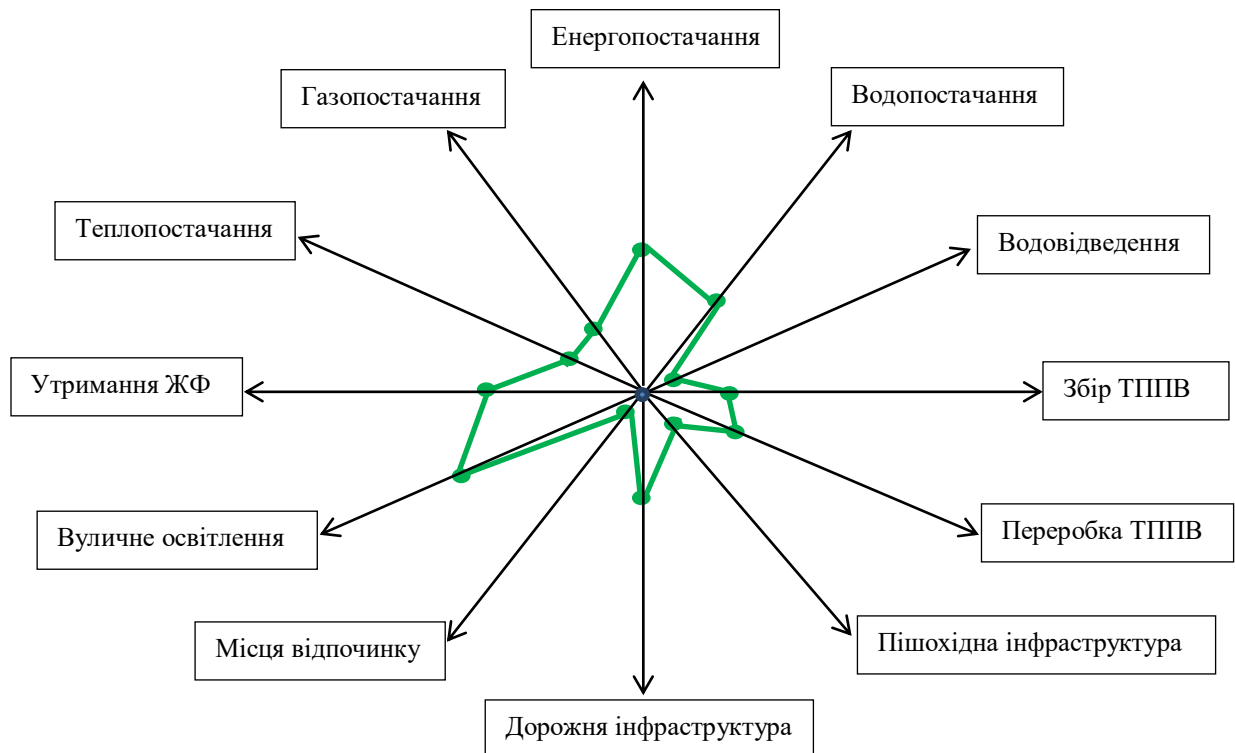 Енергопостачання
Газопостачання
Водопостачання
Теплопостачання
Водовідведення
Утримання ЖФ
Збір ТППВ
Вуличне освітлення
Переробка ТППВ
Місця відпочинку
Пішохідна інфраструктура
Дорожня інфраструктура